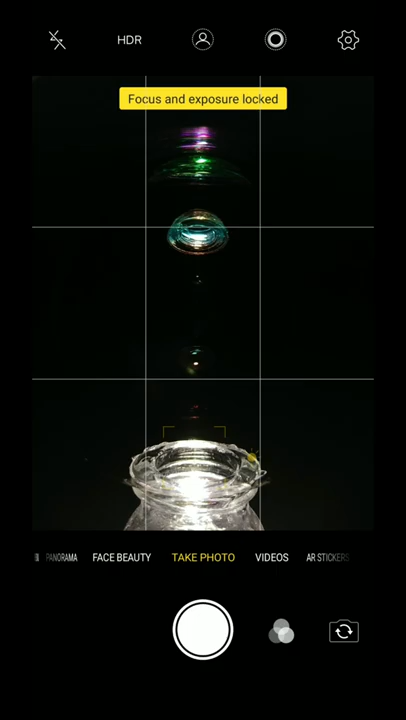 HDR
Focus and exposure locked
PANORAMA
FACE BEAUTY
TAKE PHOTO
VIDEOS
AR STICKERS